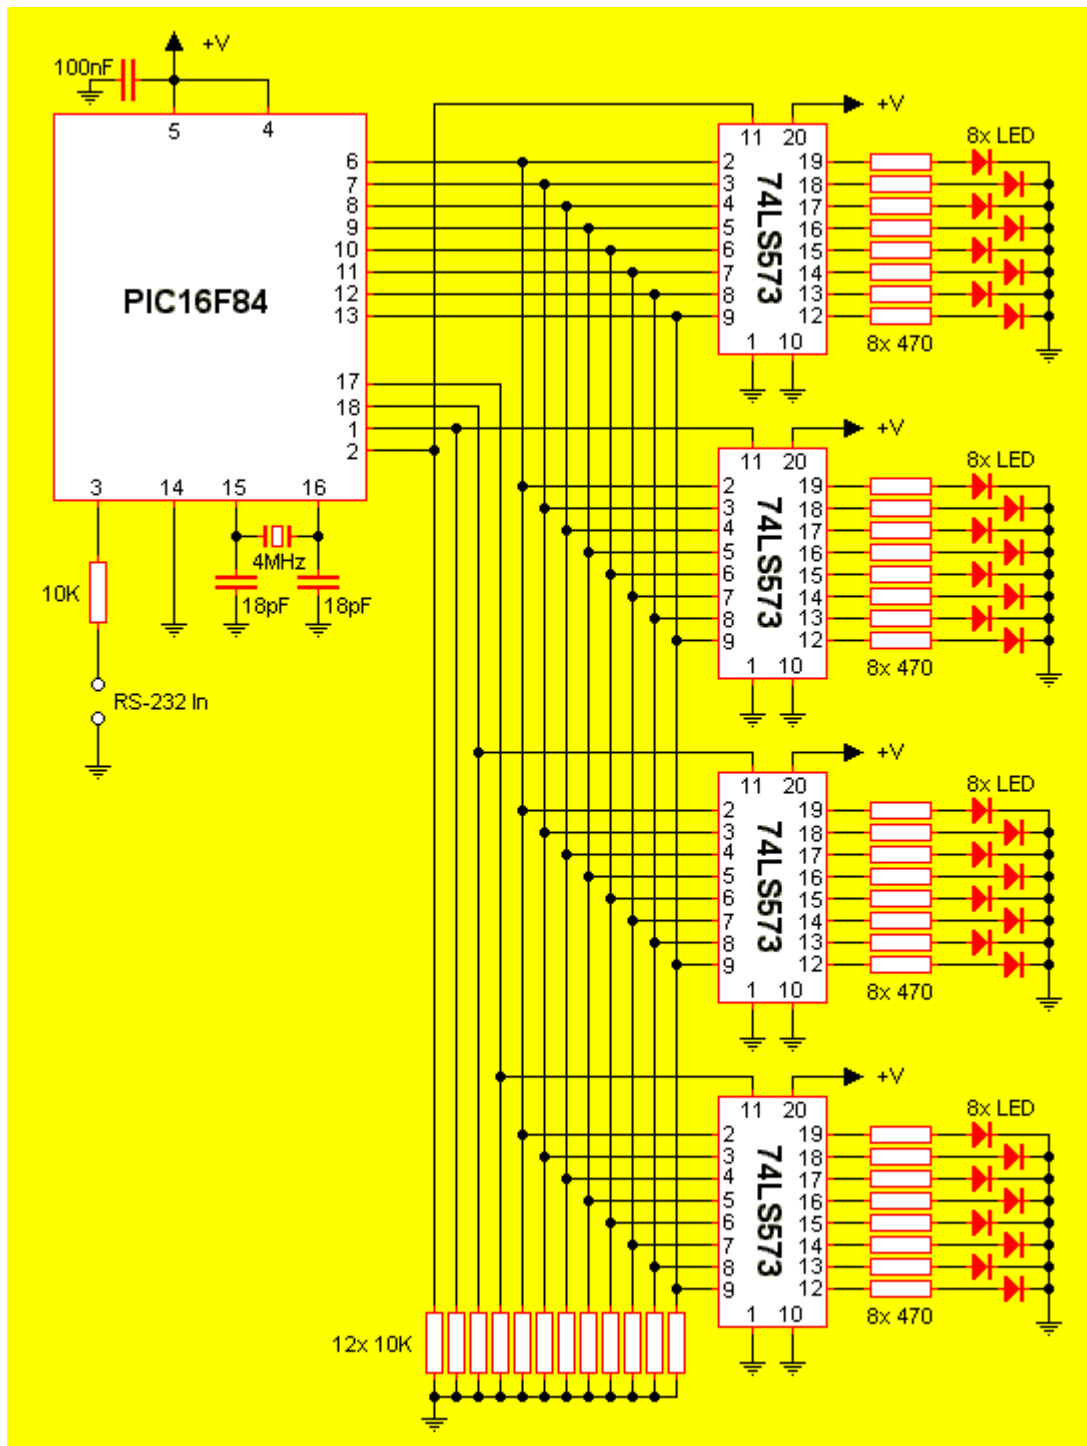 +V
100nF
5 4
PIC16F84
6
7
8
9
10
11
12
13
17
18
1
2
3 14 15 16
4MHz
10K
18pF 18pF
RS-232 In
+V
11 20
8x LED
74LS573
2 19
3 18
4 17
5 16
6 15
7 14
8 13
9 12
1 10
8x 470
+V
11 20
8x LED
74LS573
2 19
3 18
4 17
5 16
6 15
7 14
8 13
9 12
1 10
8x 470
+V
11 20
8x LED
74LS573
2 19
3 18
4 17
5 16
6 15
7 14
8 13
9 12
1 10
8x 470
+V
11 20
8x LED
74LS573
2 19
3 18
4 17
5 16
6 15
7 14
8 13
9 12
1 10
8x 470
12x 10K